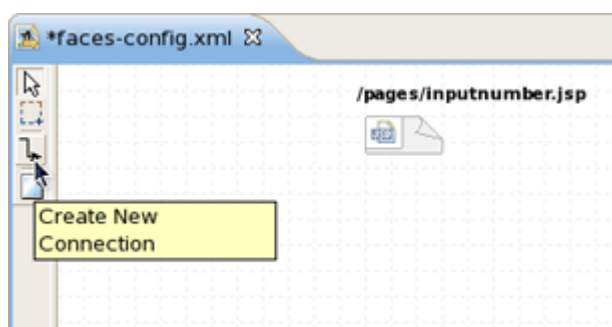 *faces-config.xml
/pages/inputnumber.jsp
Create New
Connection